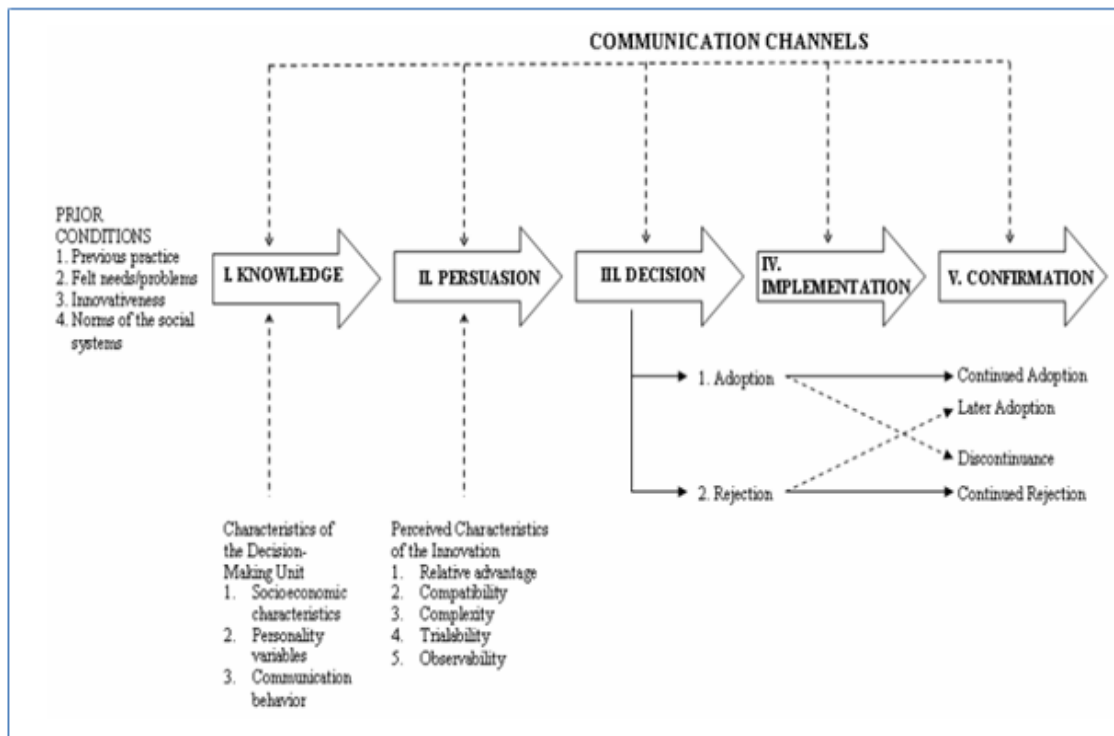 COMMUNICATION CHANNELS
PRIOR
CONDITIONS
1. Previous practice
2. Felt needs/problems
3. Innovativeness
4. Norms of the social
systems
I. KNOWLEDGE
II. PERSUASION
III. DECISION
IV.
IMPLEMENTATION
V. CONFIRMATION
1. Adoption
2. Rejection
Continued Adoption
Later Adoption
Discontinuance
Continued Rejection
Characteristics of
the Decision-
Making Unit
1. Socioeconomic
characteristics
2. Personality
variables
3. Communication
behavior
Perceived Characteristics
of the Innovation
1. Relative advantage
2. Compatibility
3. Complexity
4. Trialability
5. Observability